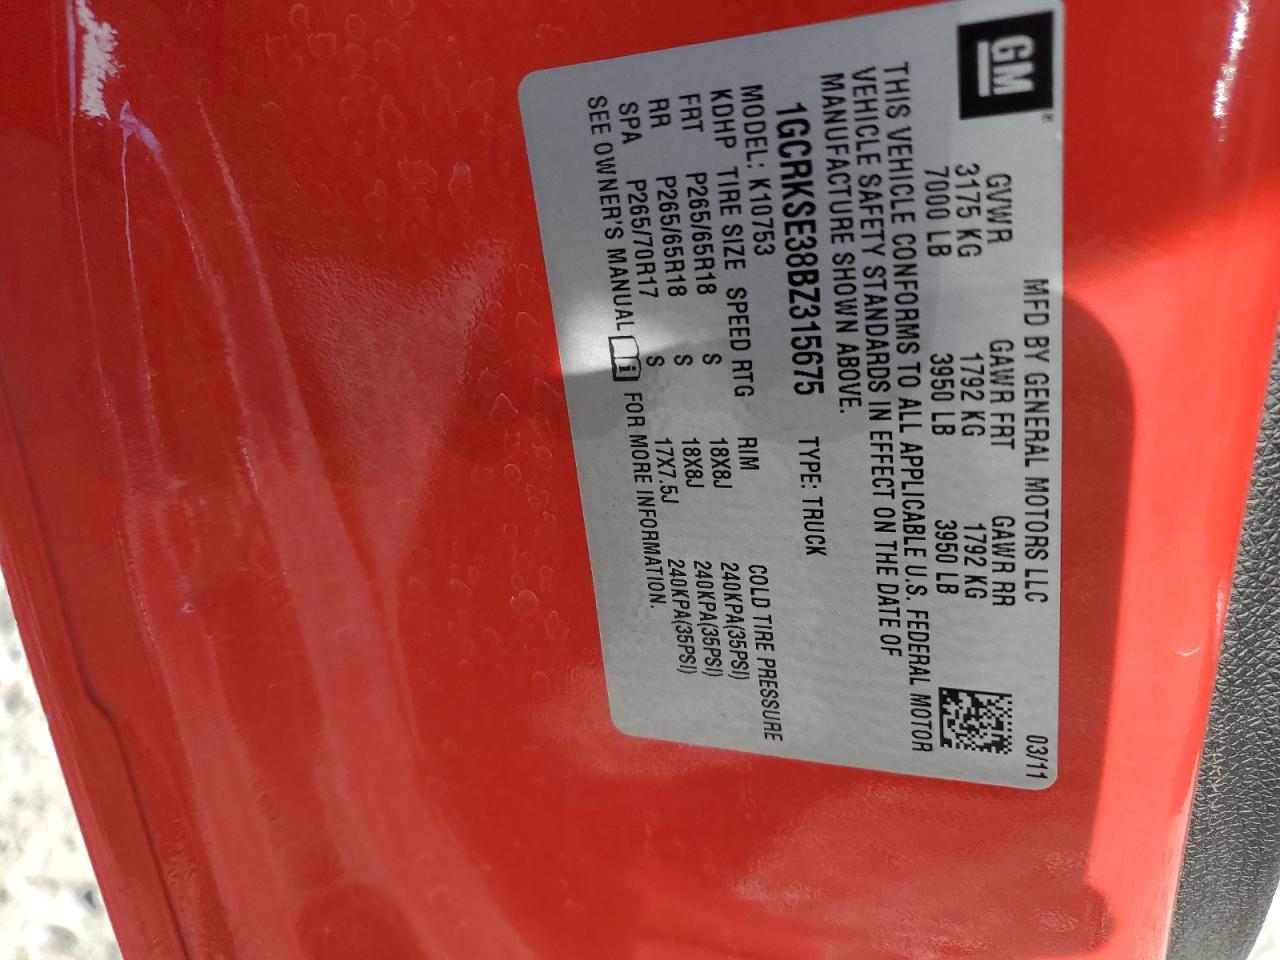 GM ®
MFD BY GENERAL MOTORS LLC 03/11
GVWR GAWR FRT GAWR RR
3175 KG 1792 KG 1792 KG
7000 LB 3950 LB 3950 LB
THIS VEHICLE CONFORMS TO ALL APPLICABLE U.S. FEDERAL MOTOR
VEHICLE SAFETY STANDARDS IN EFFECT ON THE DATE OF
MANUFACTURE SHOWN ABOVE.
1GCRKSE38BZ315675 TYPE: TRUCK
MODEL: K10753
KDHP TIRE SIZE SPEED RTG RIM COLD TIRE PRESSURE
FRT P265/65R18 S 18X8J 240KPA(35PSI)
RR P265/65R18 S 18X8J 240KPA(35PSI)
SPA P265/70R17 S 17X7.5J 240KPA(35PSI)
SEE OWNER'S MANUAL i FOR MORE INFORMATION.